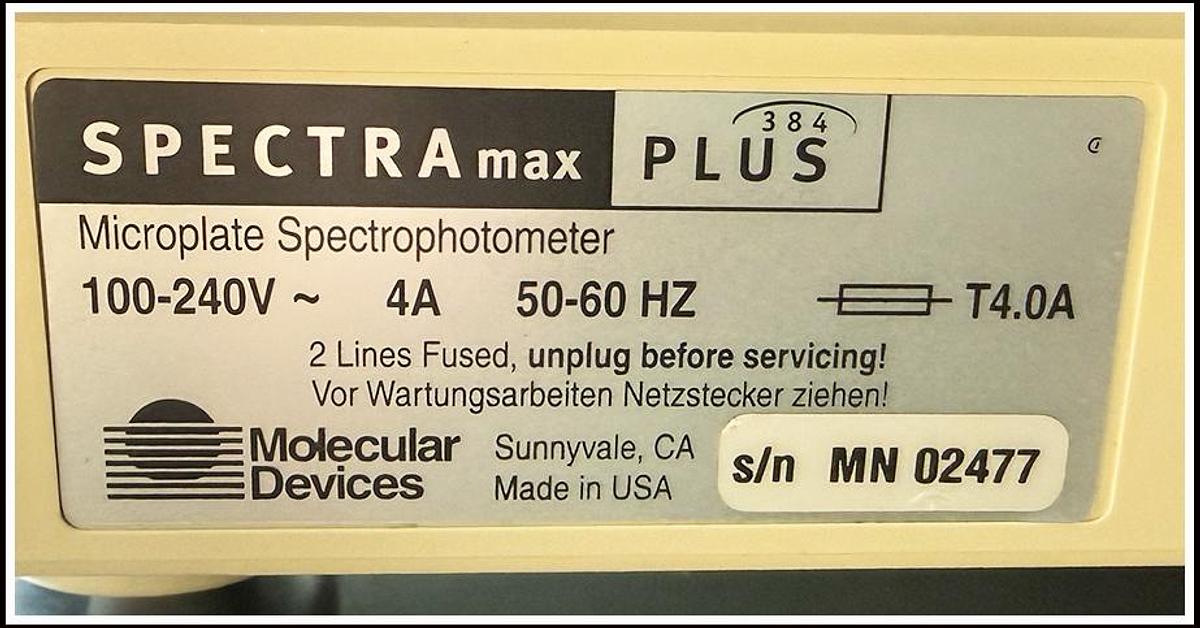 SPECTRAmax PLUS 384
Microplate Spectrophotometer
100-240V ~ 4A 50-60 HZ T4.0A
2 Lines Fused, unplug before servicing!
Vor Wartungsarbeiten Netzstecker ziehen!
Molecular Devices
Sunnyvale, CA
Made in USA
s/n MN 02477